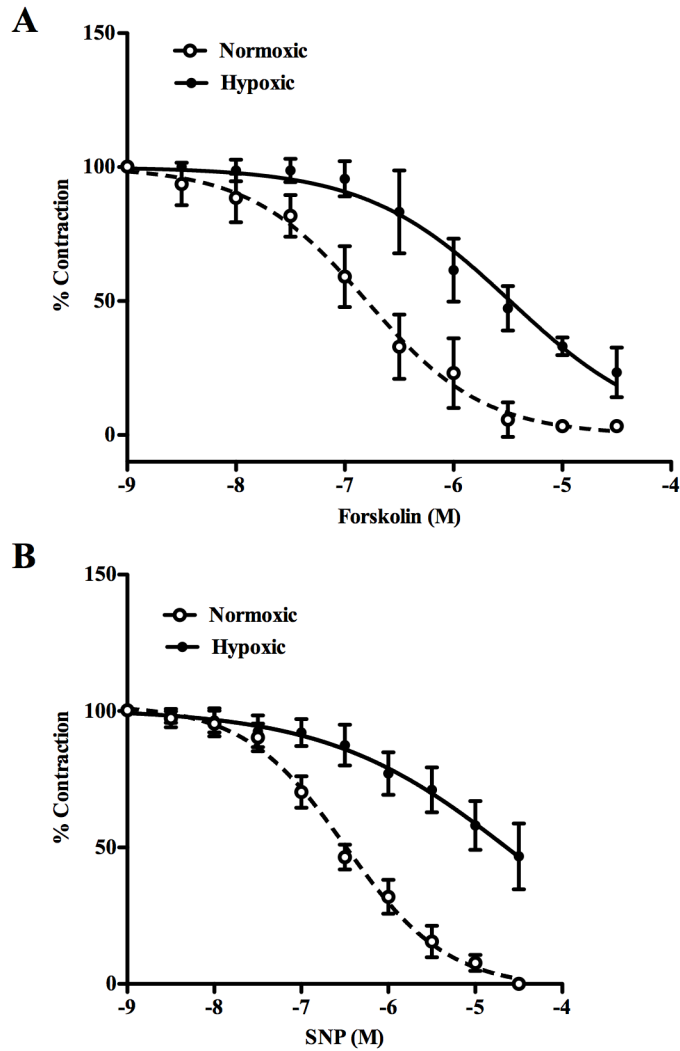 A
150
Normoxic
Hypoxic
100
% Contraction
50
0
-9 -8 -7 -6 -5 -4
Forskolin (M)
B
150
Normoxic
Hypoxic
100
% Contraction
50
0
-9 -8 -7 -6 -5 -4
SNP (M)